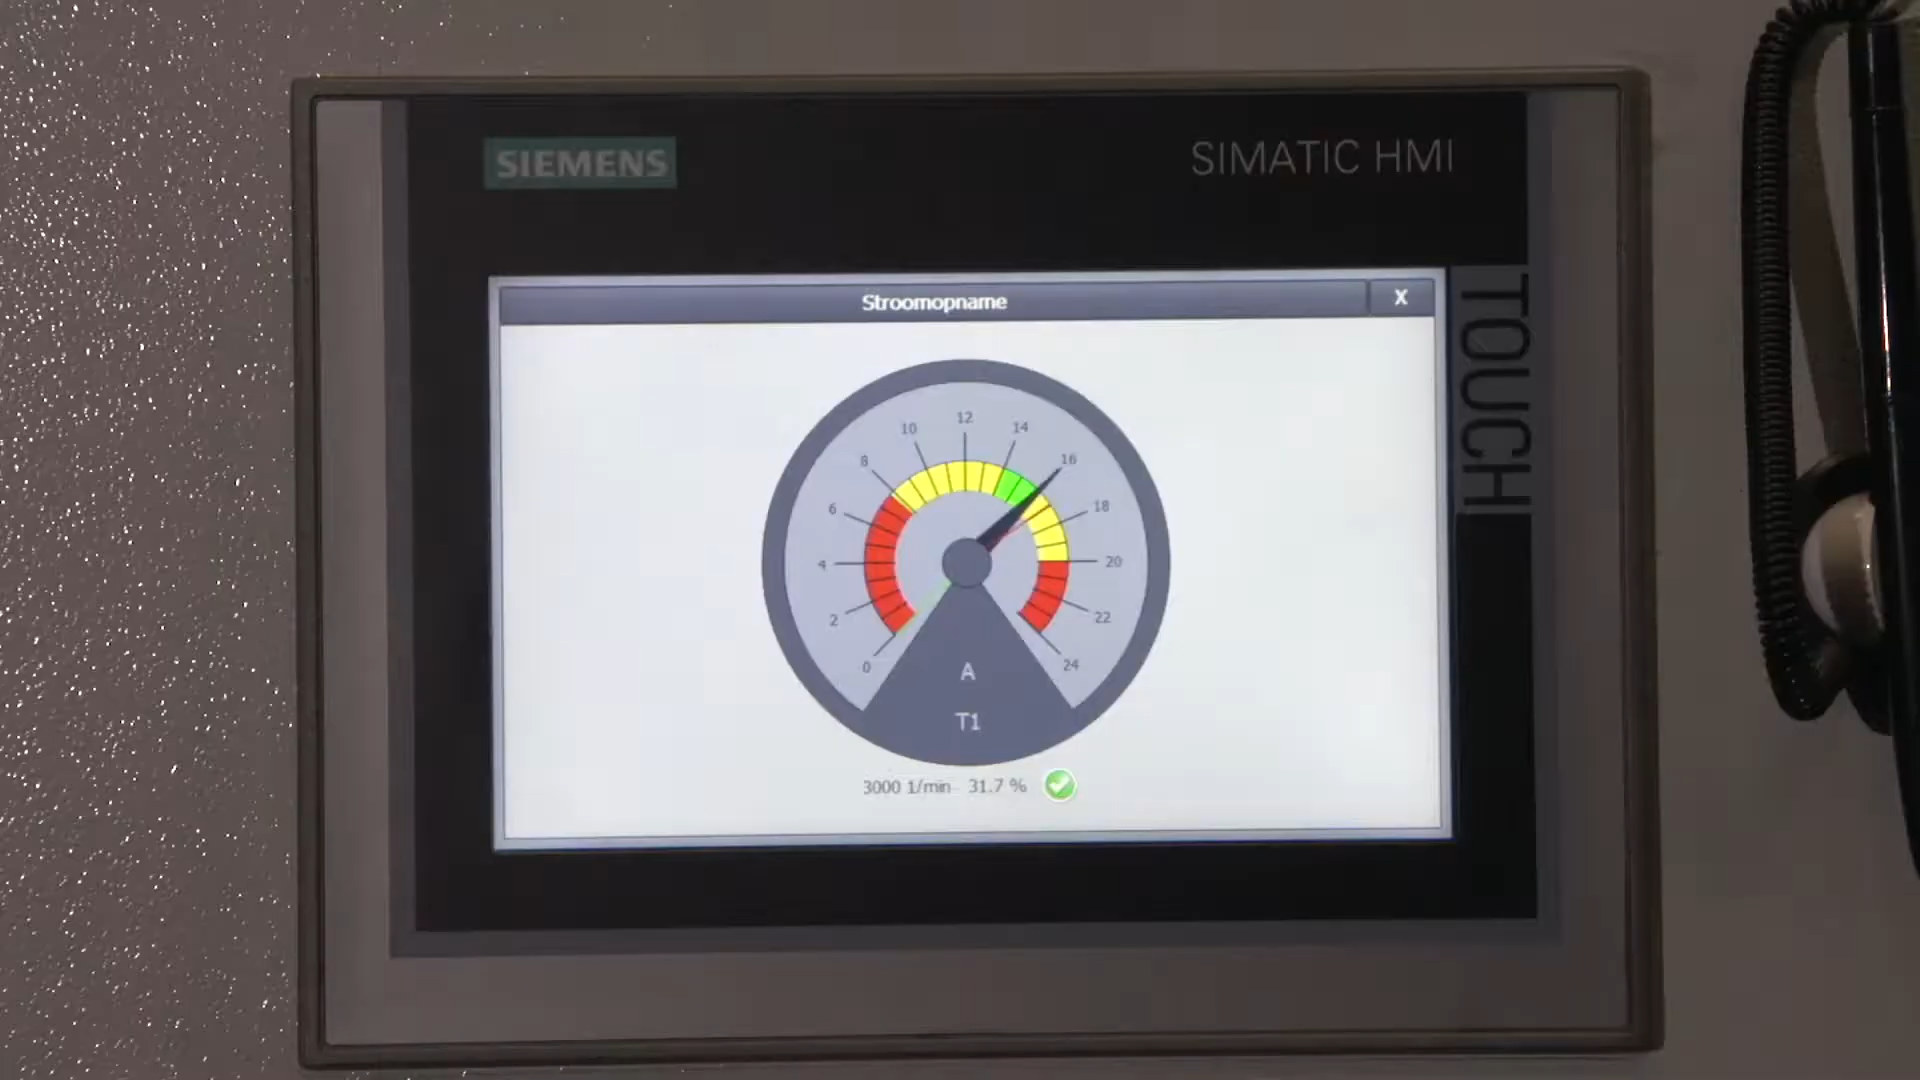 SIEMENS
SIMATIC HMI
TOUCH
Stroomopname X
0 2 4 6 8 10 12 14 16 18 20 22 24
A
T1
3000 1/min 31.7 %